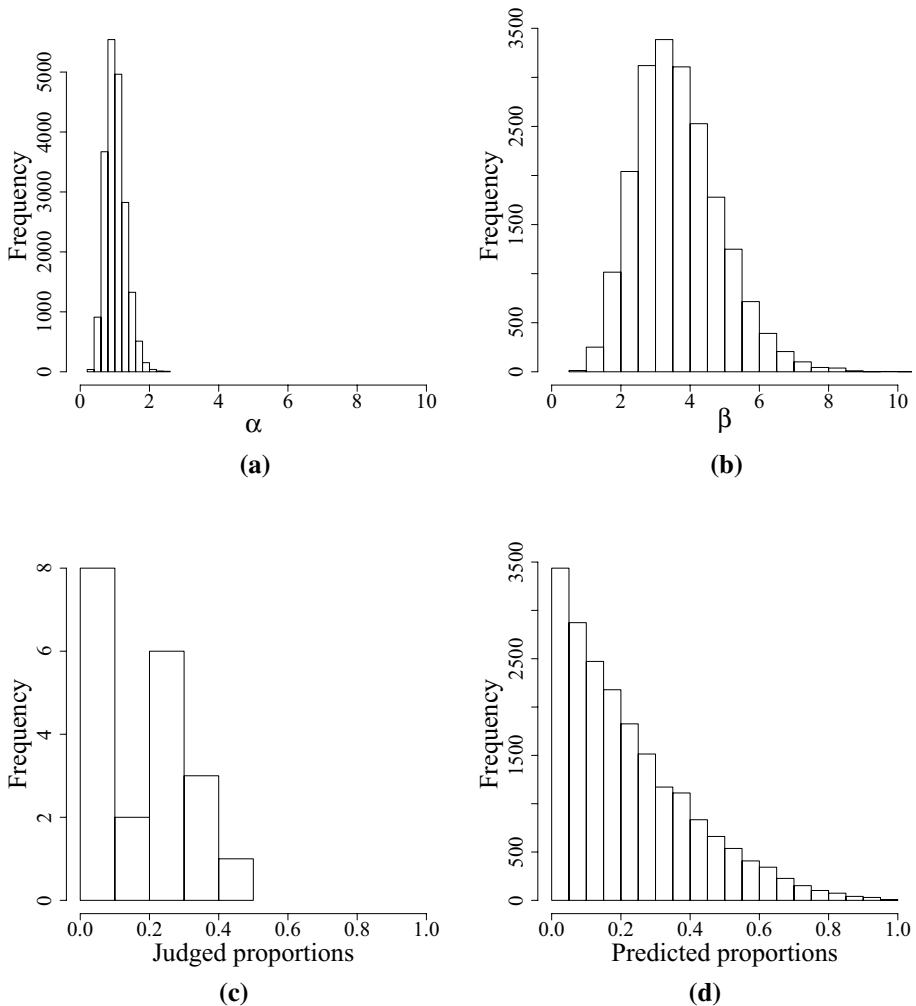 Frequency
0 1000 2000 3000 4000 5000
0 2 4 6 8 10
α
(a)
Frequency
0 500 1500 2500 3500
0 2 4 6 8 10
β
(b)
Frequency
0 2 4 6 8
0.0 0.2 0.4 0.6 0.8 1.0
Judged proportions
(c)
Frequency
0 500 1500 2500 3500
0.0 0.2 0.4 0.6 0.8 1.0
Predicted proportions
(d)